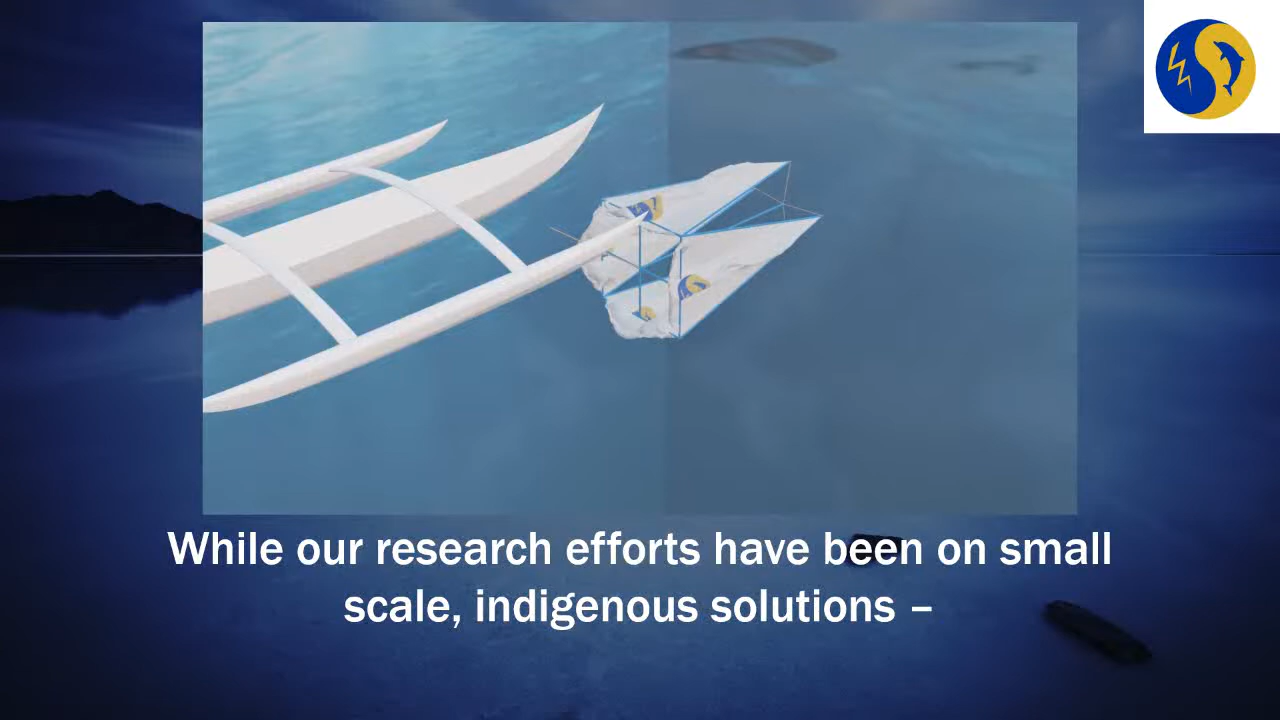 While our research efforts have been on small
scale, indigenous solutions –